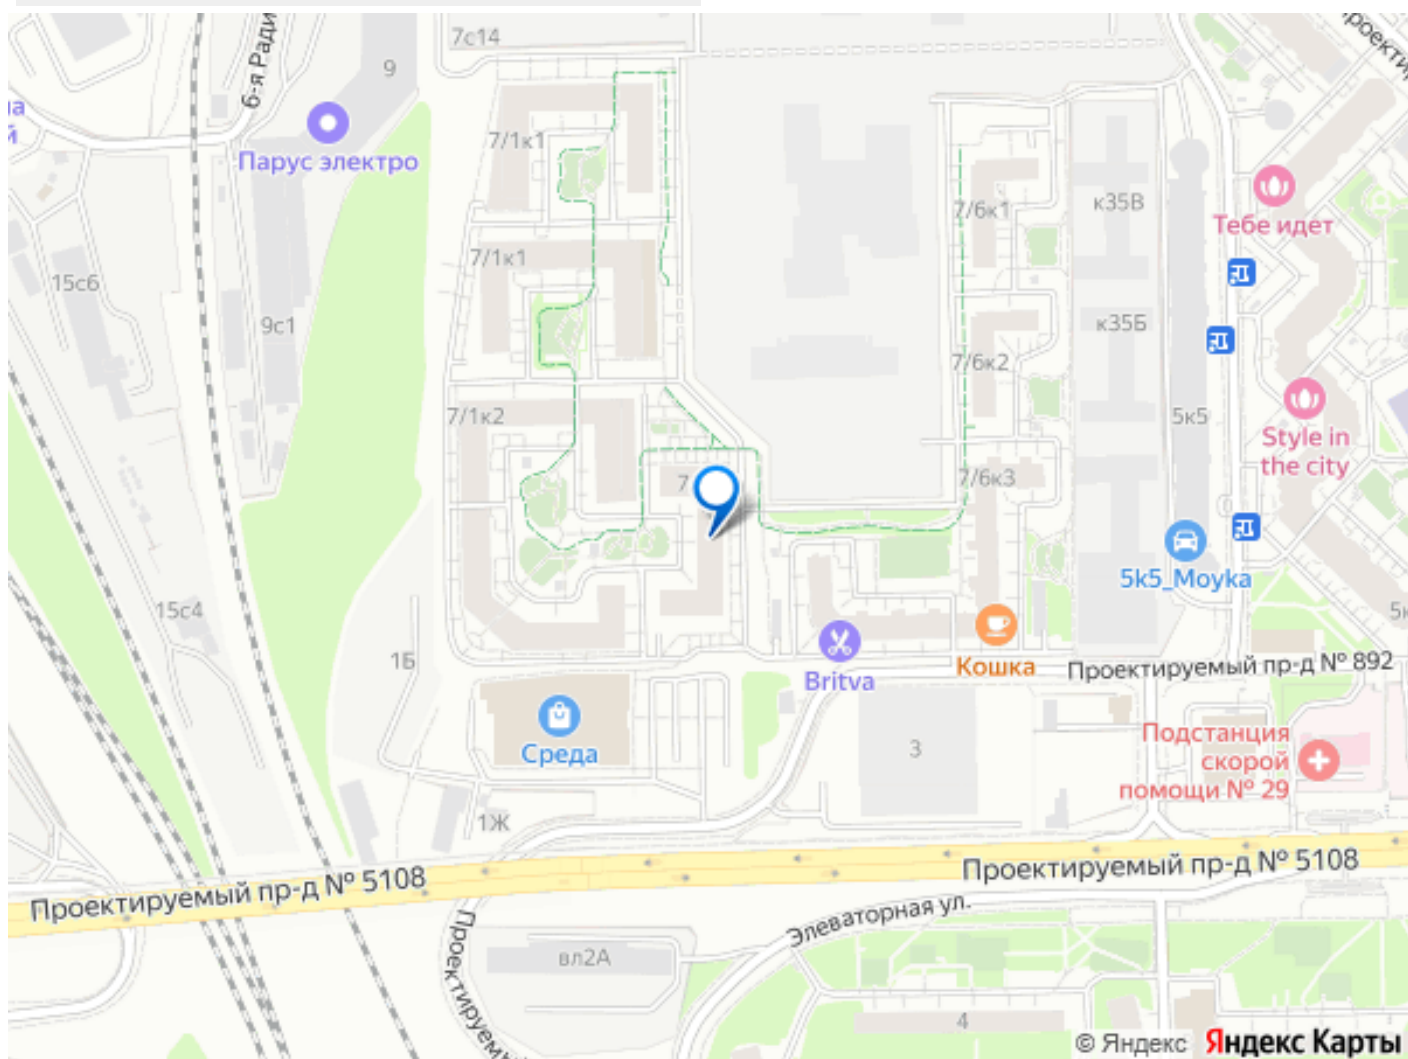 7с14
6-я Ради
9
Проекти
7/1к1
Парус электро
к35В
7/6к1
Тебе идет
7/1к1
15с6
9с1
к35Б
7/6к2
7/1к2
5к5
Style in
the city
7/6к3
7
5k5_Moyka
15с4
1Б
Britva
Кошка
Проектируемый пр-д № 892
Среда
3
Подстанция
скорой
помощи № 29
1Ж
Проектируемый пр-д № 5108
Проектируемый пр-д № 5108
Элеваторная ул.
Проектируемый
вл2А
4
© Яндекс Яндекс Карты